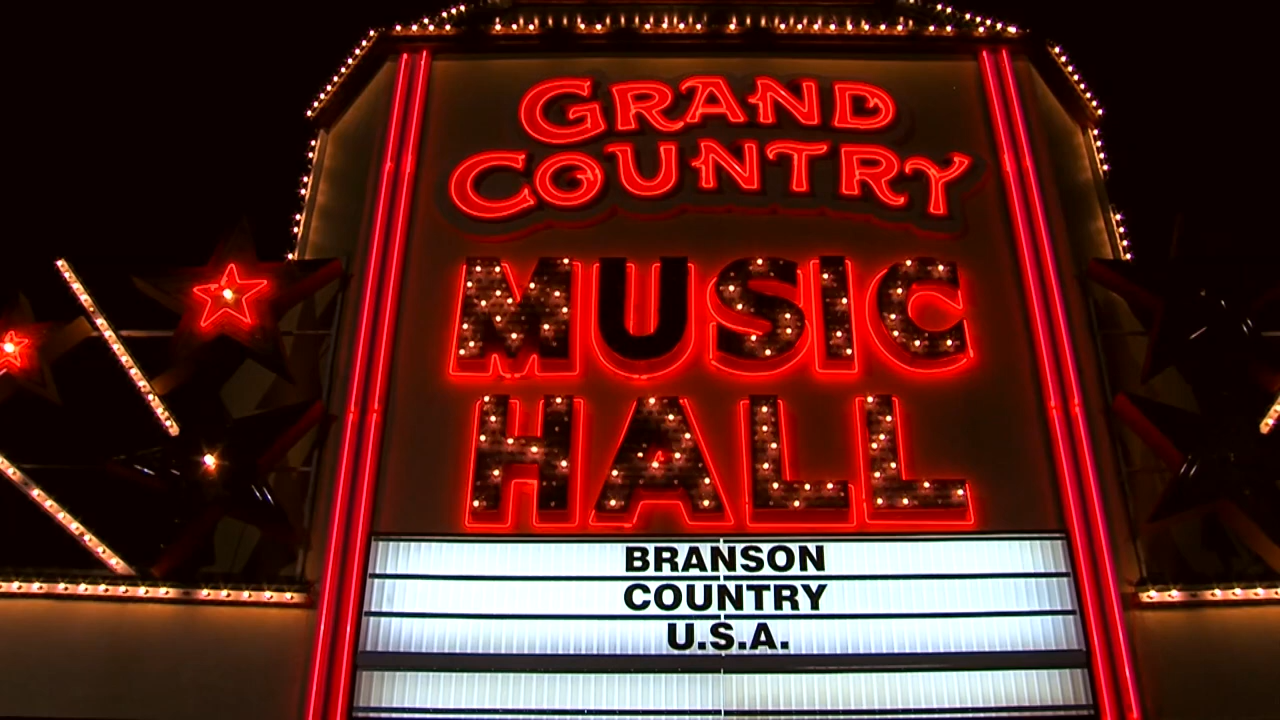 GRAND
COUNTRY
MUSIC
HALL
BRANSON
COUNTRY
U.S.A.